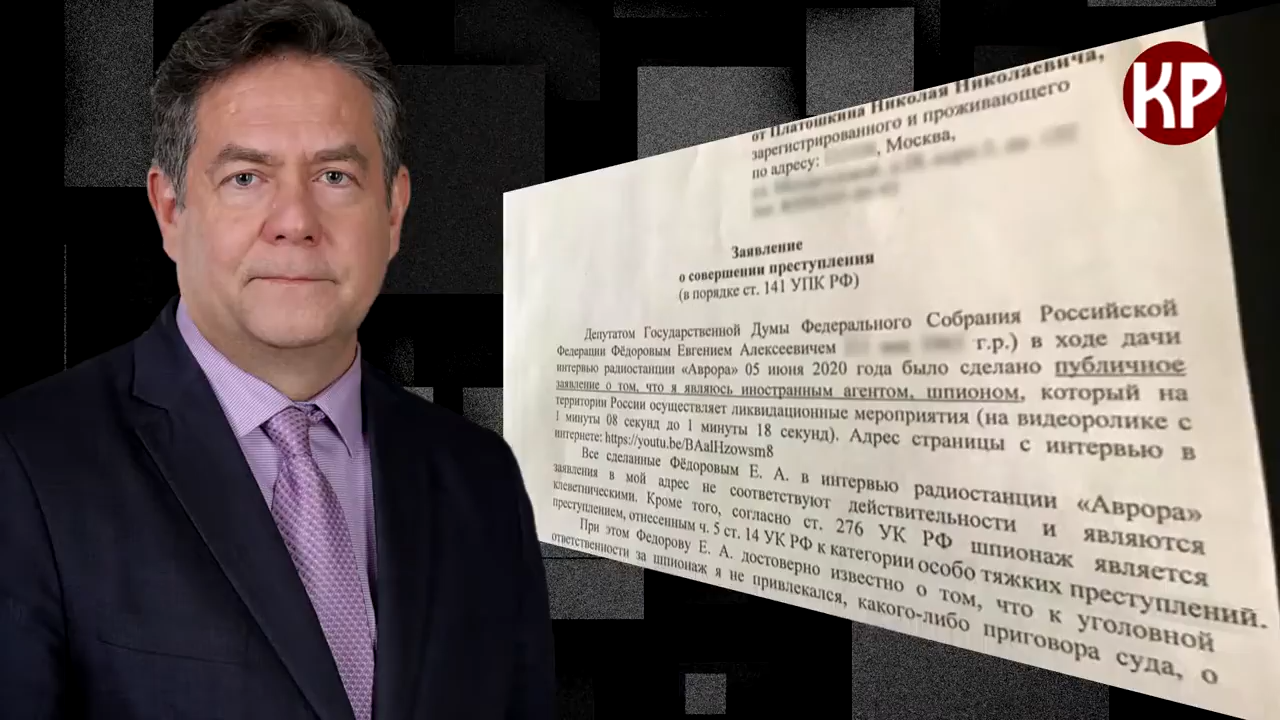 КР
от Платошкина Николая Николаевича,
зарегистрированного и проживающего
по адресу: , Москва,
Заявление
о совершении преступления
(в порядке ст. 141 УПК РФ)
Депутатом Государственной Думы Федерального Собрания Российской
Федерации Фёдоровым Евгением Алексеевичем г.р.) в ходе дачи
интервью радиостанции «Аврора» 05 июня 2020 года было сделано публичное
заявление о том, что я являюсь иностранным агентом, шпионом, который на
территории России осуществляет ликвидационные мероприятия (на видеоролике с
1 минуты 08 секунд до 1 минуты 18 секунд). Адрес страницы с интервью в
интернете: https://youtu.be/BAalHzowsm8
Все сделанные Фёдоровым Е. А. в интервью радиостанции «Аврора»
заявления в мой адрес не соответствуют действительности и являются
клеветническими. Кроме того, согласно ст. 276 УК РФ шпионаж является
преступлением, отнесенным ч. 5 ст. 14 УК РФ к категории особо тяжких преступлений.
При этом Федорову Е. А. достоверно известно о том, что к уголовной
ответственности за шпионаж я не привлекался, какого-либо приговора суда, о